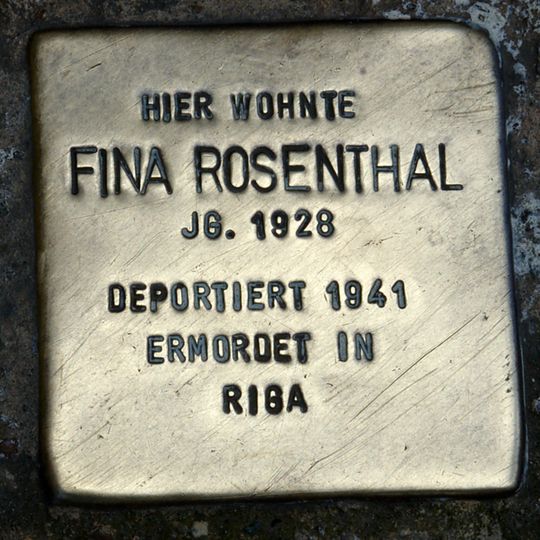 HIER WOHNTE
FINA ROSENTHAL
JG. 1928
DEPORTIERT 1941
ERMORDET IN
RIGA